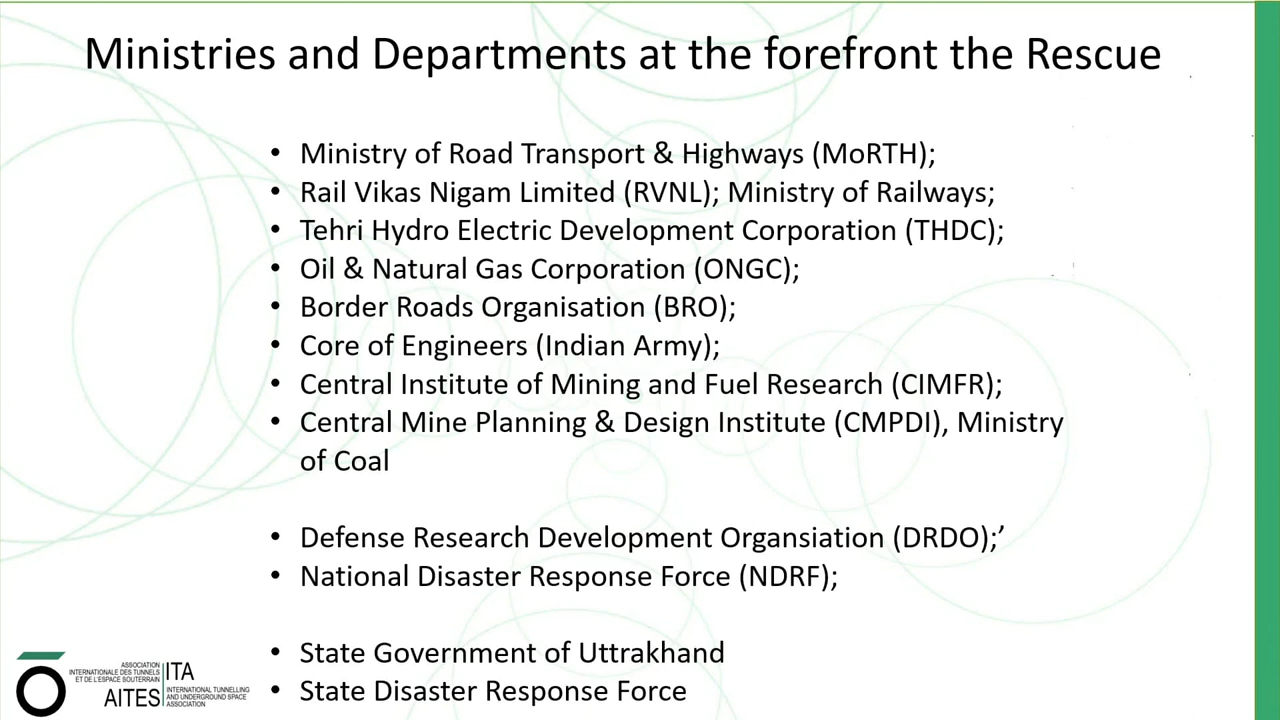 Ministries and Departments at the forefront the Rescue
• Ministry of Road Transport & Highways (MoRTH);
• Rail Vikas Nigam Limited (RVNL); Ministry of Railways;
• Tehri Hydro Electric Development Corporation (THDC);
• Oil & Natural Gas Corporation (ONGC);
• Border Roads Organisation (BRO);
• Core of Engineers (Indian Army);
• Central Institute of Mining and Fuel Research (CIMFR);
• Central Mine Planning & Design Institute (CMPDI), Ministry
of Coal
• Defense Research Development Organsiation (DRDO);’
• National Disaster Response Force (NDRF);
• State Government of Uttrakhand
• State Disaster Response Force
ASSOCIATION
INTERNATIONALE DES TUNNELS
ET DE L'ESPACE SOUTERRAIN
AITES
ITA
INTERNATIONAL TUNNELLING
AND UNDERGROUND SPACE
ASSOCIATION